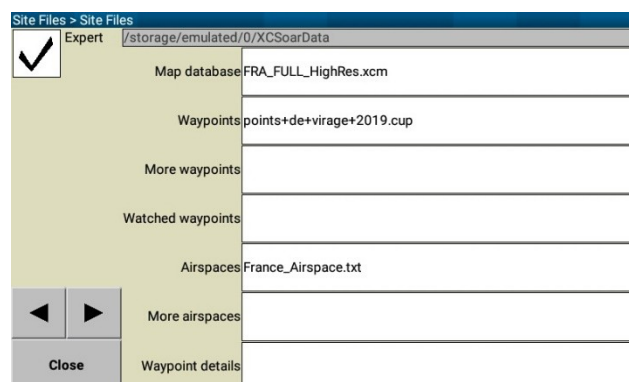 Site Files > Site Files
Expert /storage/emulated/0/XCSoarData
Map database FRA_FULL_HighRes.xcm
Waypoints points+de+virage+2019.cup
More waypoints
Watched waypoints
Airspaces France_Airspace.txt
More airspaces
Close Waypoint details